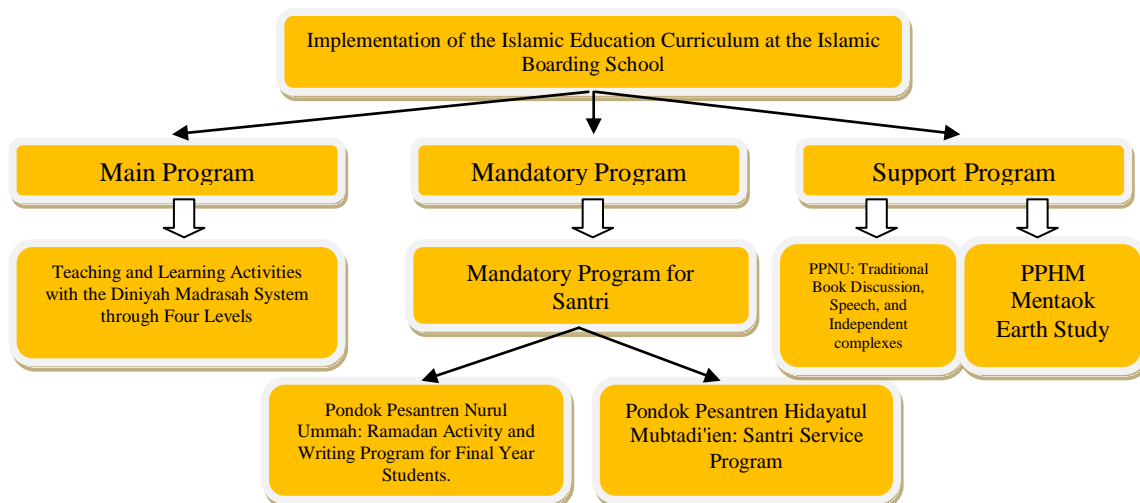 Implementation of the Islamic Education Curriculum at the Islamic
Boarding School
Main Program
Mandatory Program
Support Program
Teaching and Learning Activities
with the Diniyah Madrasah System
through Four Levels
Mandatory Program for
Santri
PPNU: Traditional
Book Discussion,
Speech, and
Independent
complexes
PPHM
Mentaok
Earth Study
Pondok Pesantren Nurul
Ummah: Ramadan Activity and
Writing Program for Final Year
Students.
Pondok Pesantren Hidayatul
Mubtadi'ien: Santri Service
Program